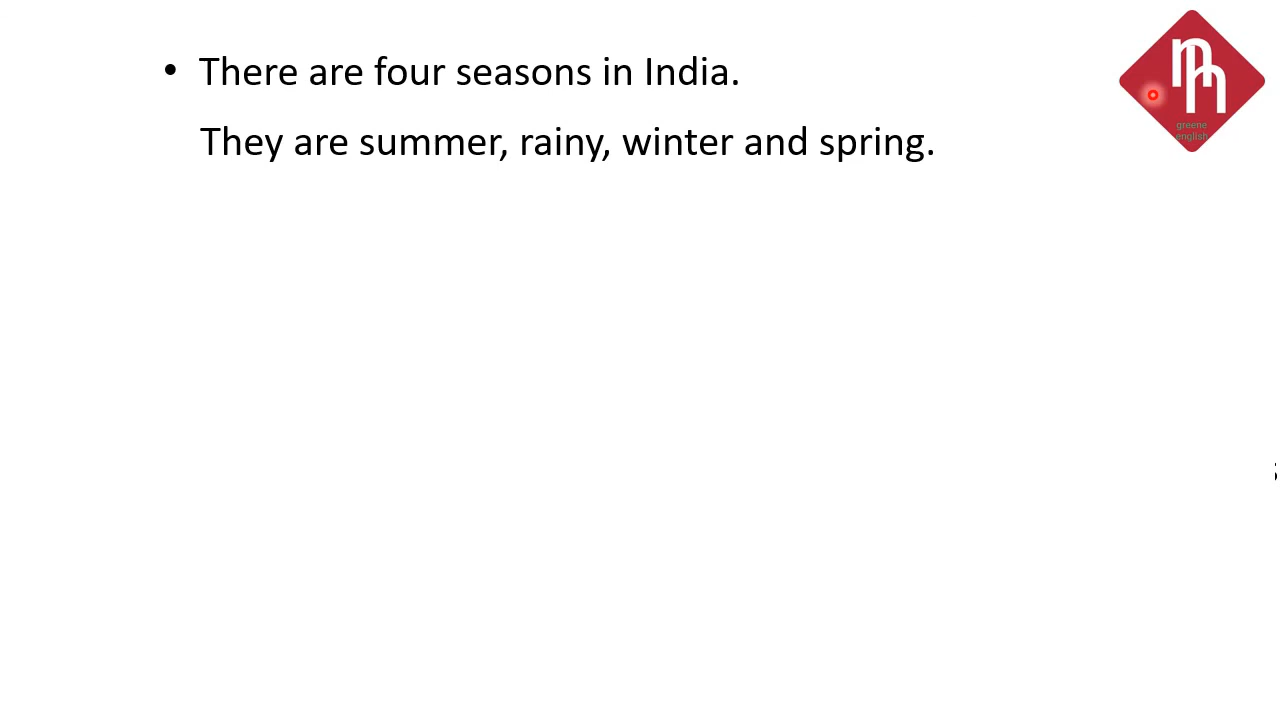 • There are four seasons in India.
They are summer, rainy, winter and spring.
greene
english